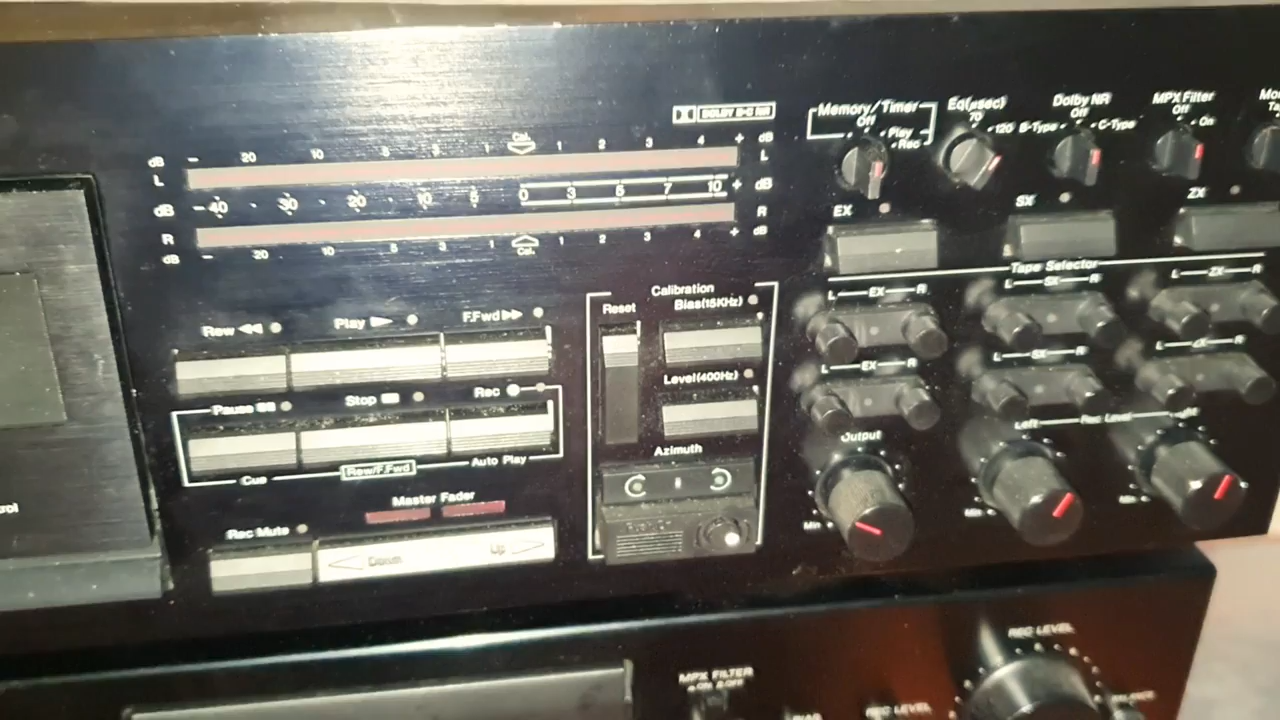 DOLBY B-C NR
Cal.
dB - 20 10 5 3 1 1 2 3 4 + dB
L L
dB -40 30 20 10 5 0 3 5 7 10 + dB
R R
dB - 20 10 5 3 1 1 2 3 4 + dB
Cal.
Memory/Timer
Off
Play
Rec
Eq(μsec)
70
120
Dolby NR
Off
B-Type
C-Type
MPX Filter
Off
On
EX
SX
ZX
Tape Selector
L EX R
L SX R
L ZX R
L EX R
L SX R
L ZX R
Rew
Play
F.Fwd
Pause
Stop
Rec
Cue
Rew/F.Fwd
Auto Play
Master Fader
Rec Mute
Down
Up
Calibration
Reset
Bias(15KHz)
Level(400Hz)
Azimuth
Output
Min
Left
Rec Level
Min
Min
MPX FILTER
ON OFF
REC LEVEL
REC LEVEL
BALANCE